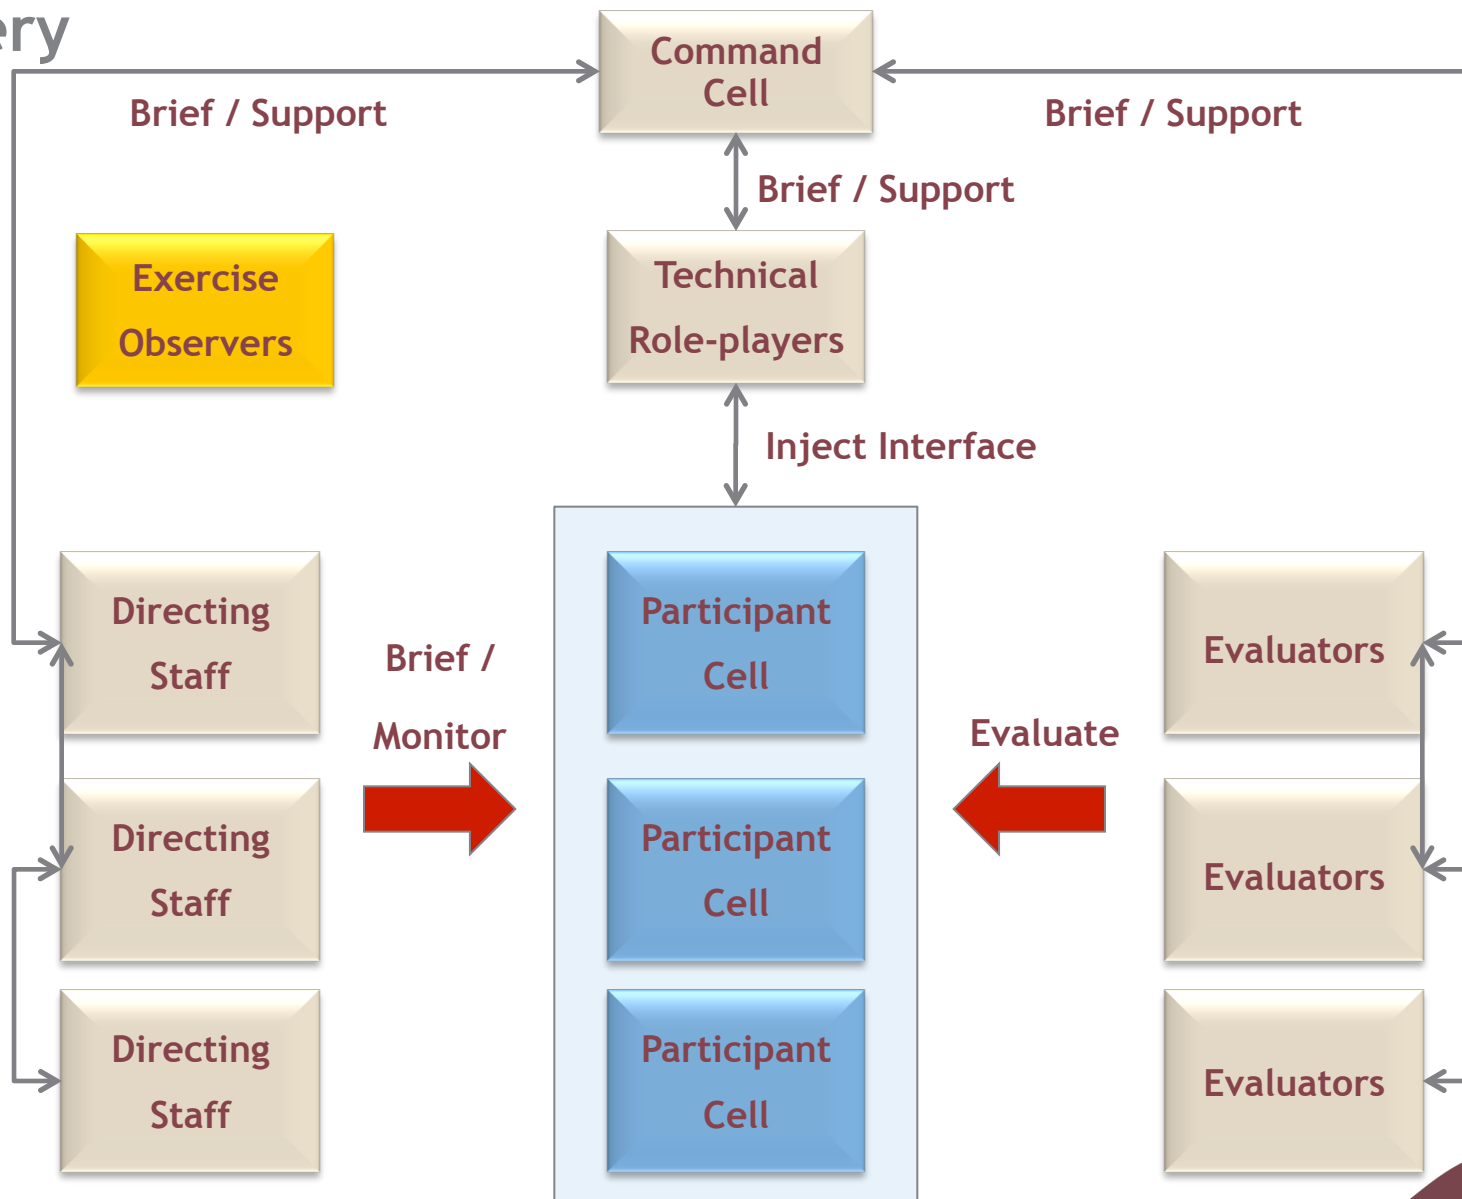 ery
Command
Cell
Brief / Support
Brief / Support
Brief / Support
Exercise
Observers
Technical
Role-players
Inject Interface
Directing
Staff
Brief /
Monitor
Participant
Cell
Evaluate
Evaluators
Directing
Staff
Participant
Cell
Evaluators
Directing
Staff
Participant
Cell
Evaluators